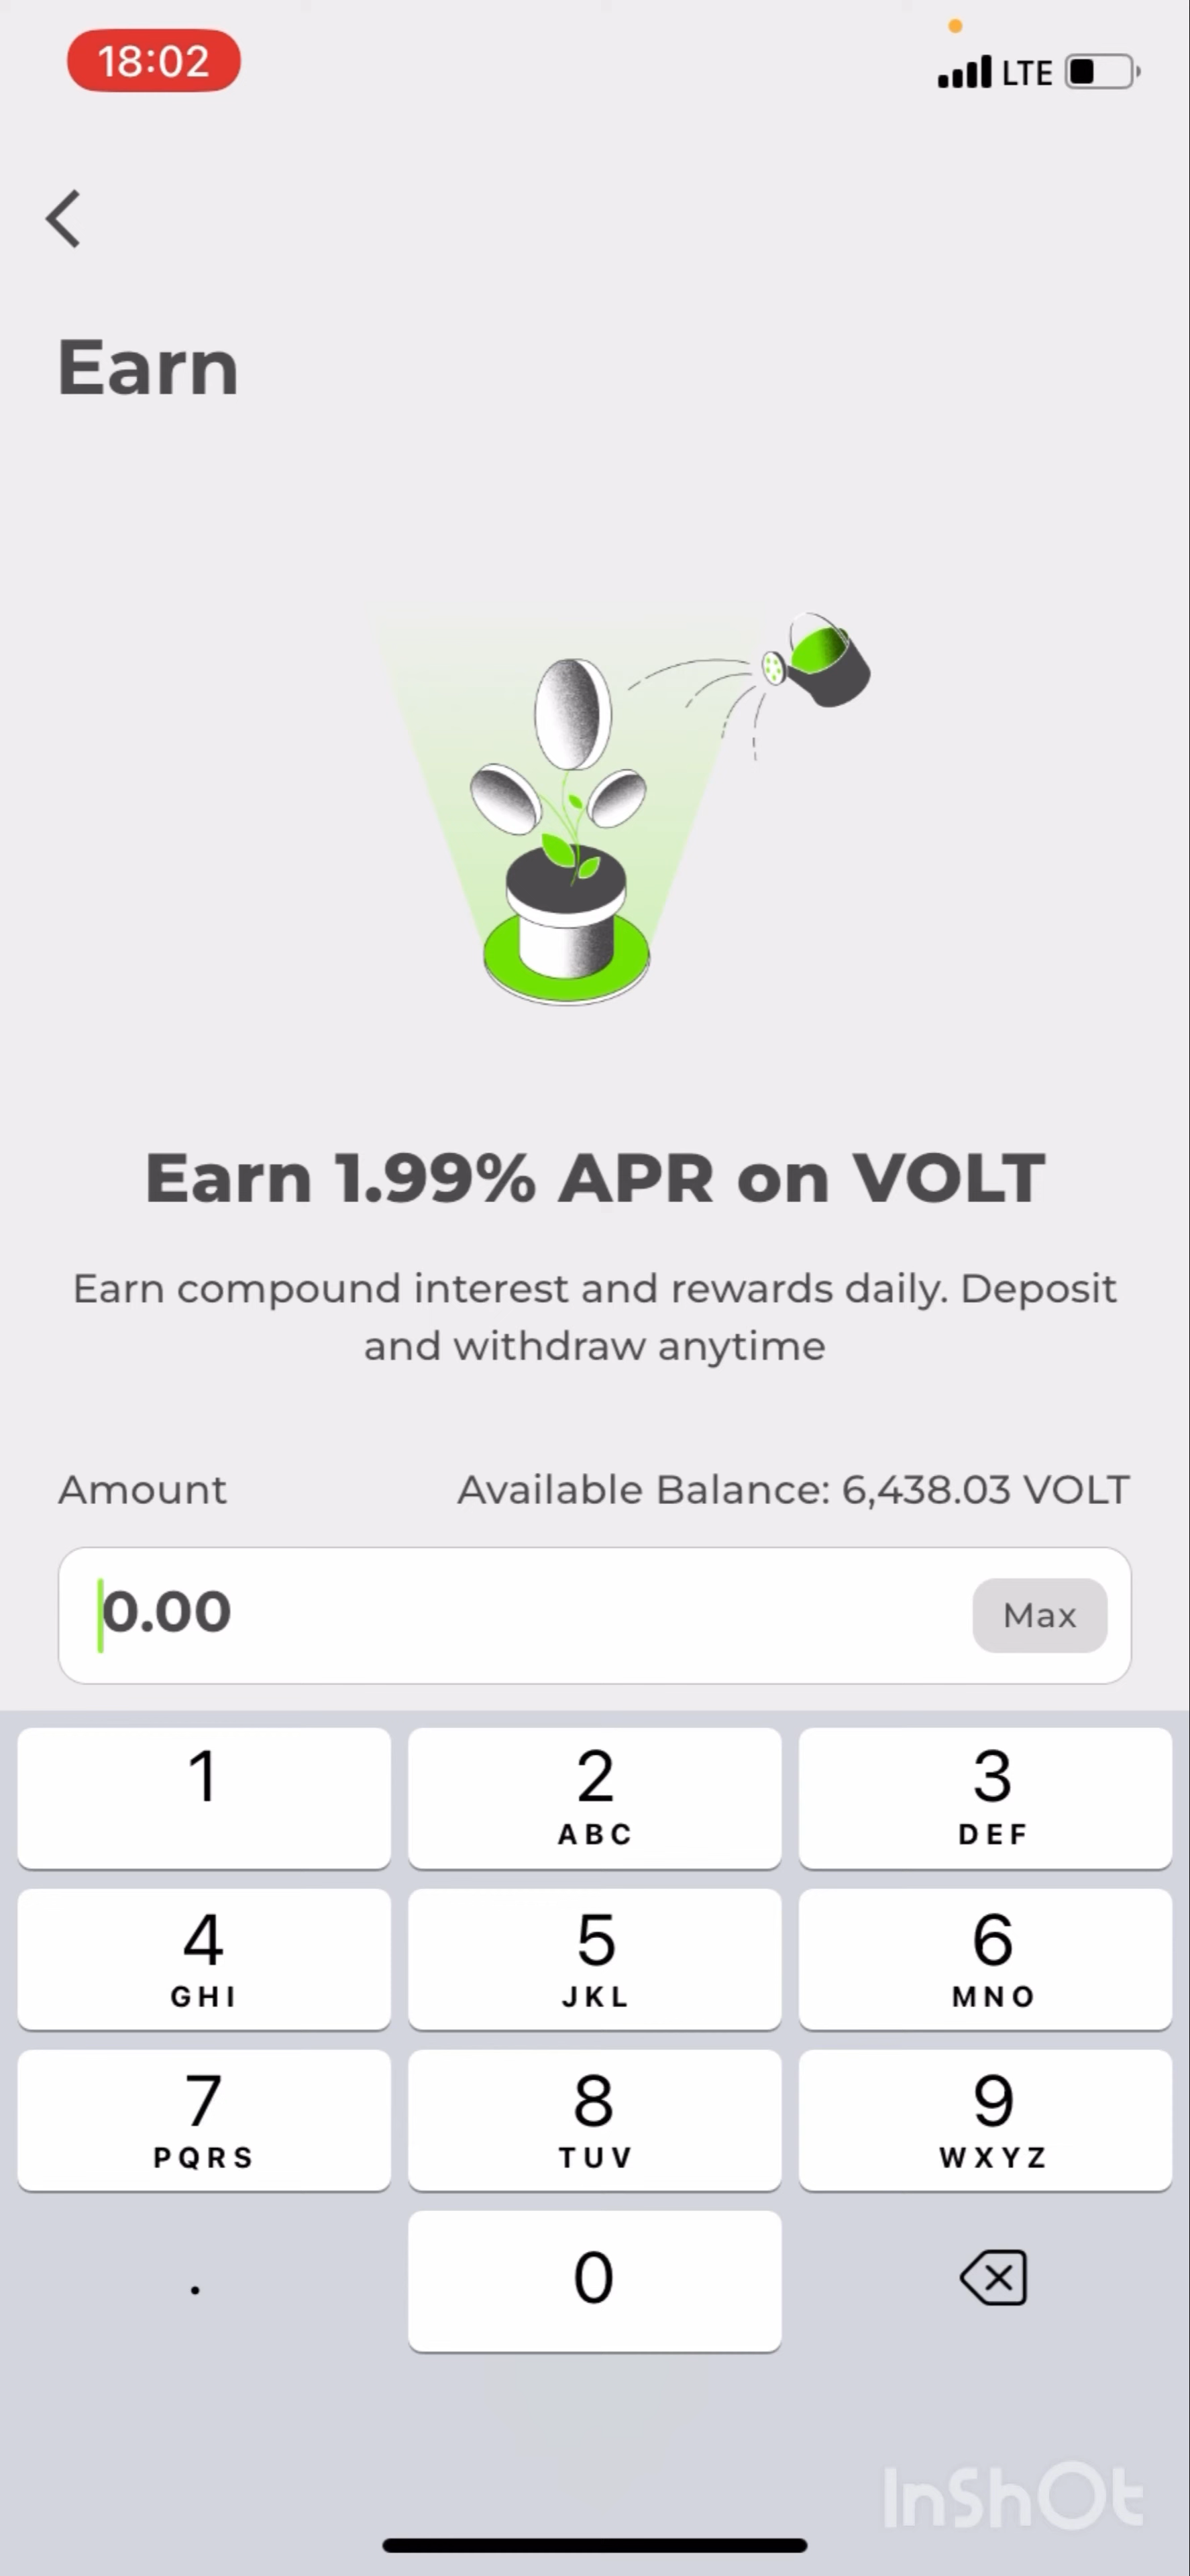 18:02
LTE
Earn
Earn 1.99% APR on VOLT
Earn compound interest and rewards daily. Deposit
and withdraw anytime
Amount Available Balance: 6,438.03 VOLT
0.00 Max
1 2 3
ABC DEF
4 5 6
GHI JKL MNO
7 8 9
PQRS TUV WXYZ
. 0
InShOt